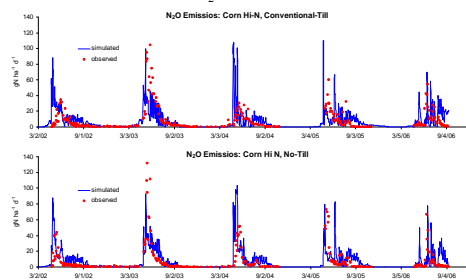 N₂O Emissios: Corn Hi-N, Conventional-Till
gN ha⁻¹ d⁻¹
140
120
100
80
60
40
20
0
simulated
observed
3/2/02 9/1/02 3/3/03 9/2/03 3/3/04 9/2/04 3/4/05 9/3/05 3/5/06 9/4/06
N₂O Emissios: Corn Hi N, No-Till
gN ha⁻¹ d⁻¹
140
120
100
80
60
40
20
0
simulated
observed
3/2/02 9/1/02 3/3/03 9/2/03 3/3/04 9/2/04 3/4/05 9/3/05 3/5/06 9/4/06